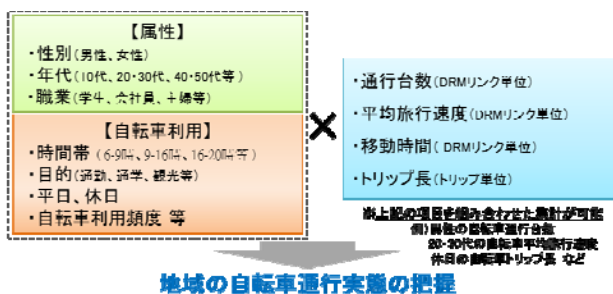 【属性】
・性別(男性、女性)
・年代(10代、20・30代、40・50代等)
・職業(学生、会社員、主婦等)
【自転車利用】
・時間帯(6-9時、9-16時、16-20時等)
・目的(通勤、通学、観光等)
・平日、休日
・自転車利用頻度 等
×
・通行台数(DRMリンク単位)
・平均旅行速度(DRMリンク単位)
・移動時間( DRMリンク単位)
・トリップ長(トリップ単位)
※上記の項目を組み合わせた集計が可能
例)男性の自転車通行台数
20-30代の自転車平均旅行速度
休日の自転車トリップ長 など
地域の自転車通行実態の把握